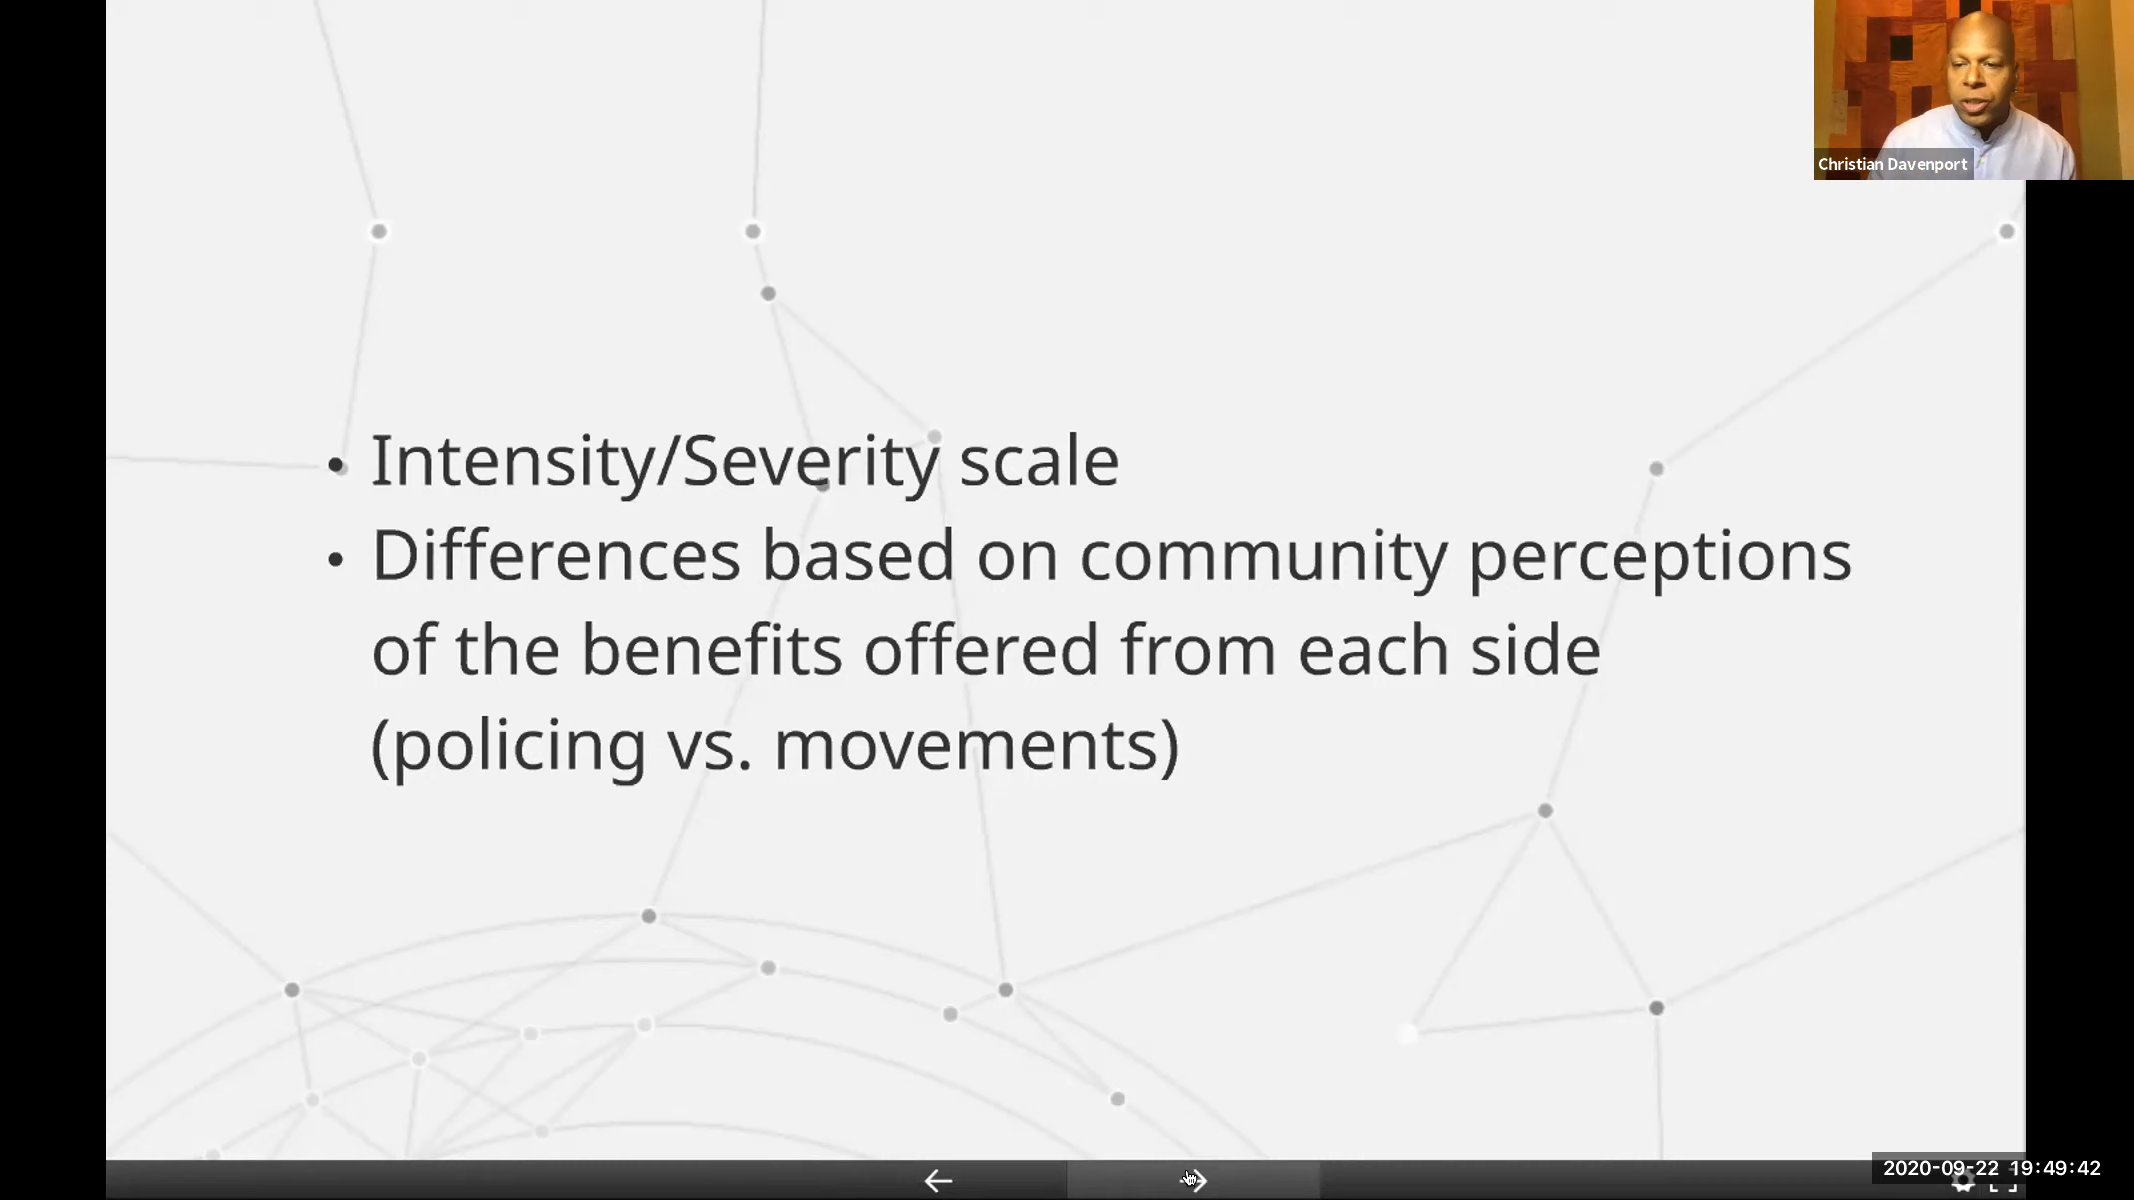 Christian Davenport
• Intensity/Severity scale
• Differences based on community perceptions
of the benefits offered from each side
(policing vs. movements)
2020-09-22 19:49:42